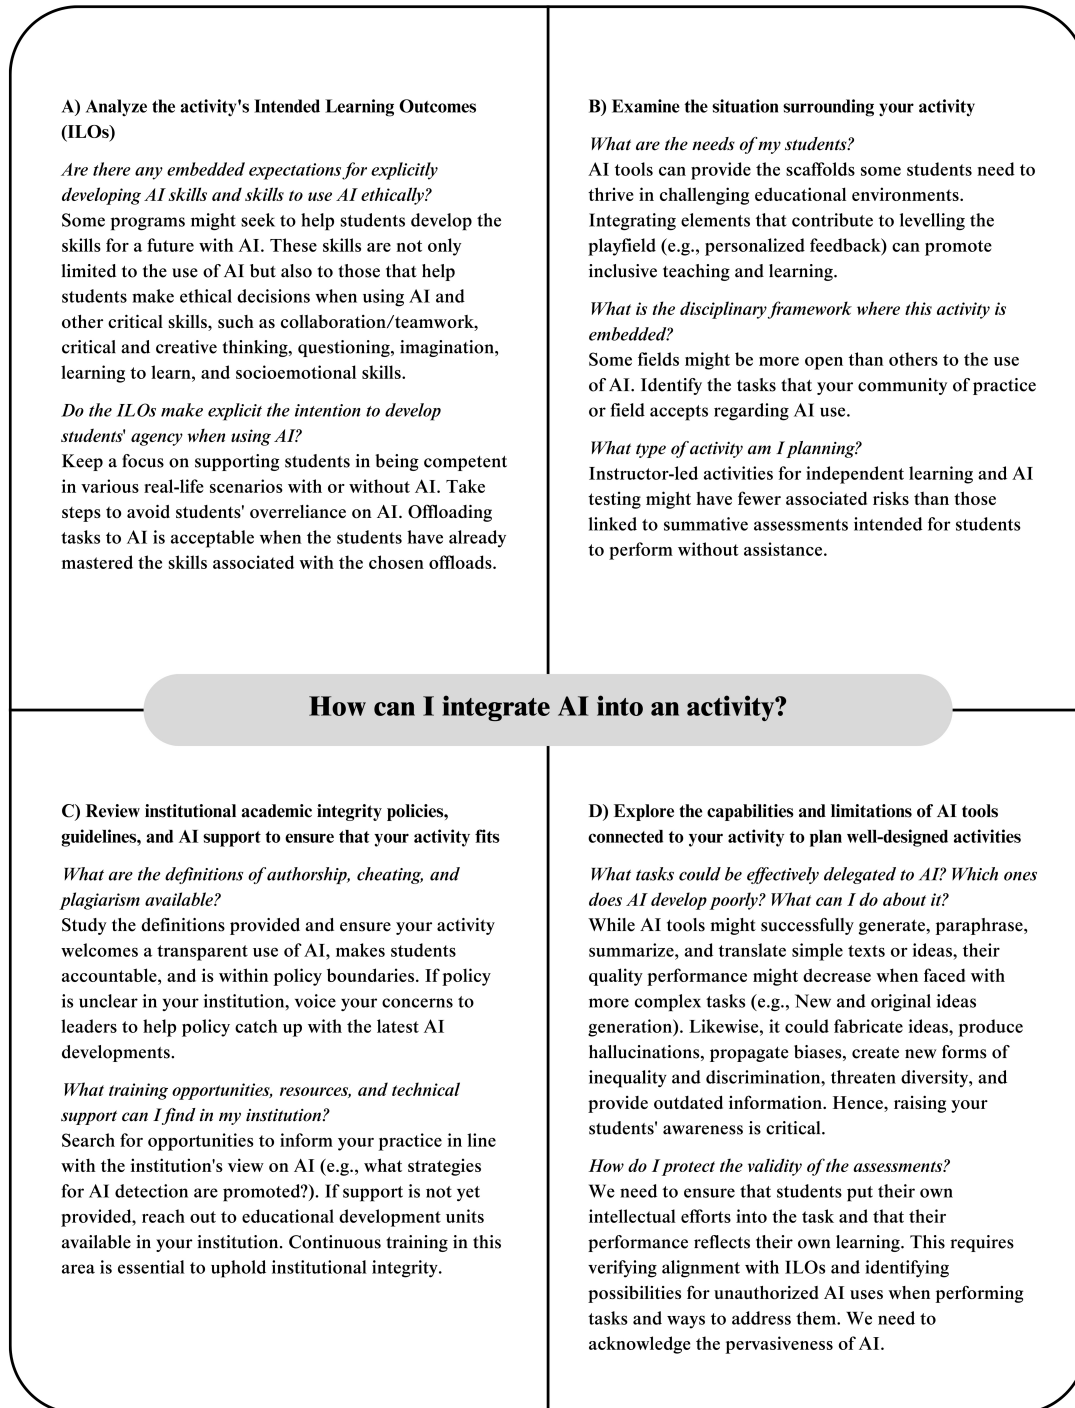 A) Analyze the activity's Intended Learning Outcomes
(ILOs)
Are there any embedded expectations for explicitly
developing AI skills and skills to use AI ethically?
Some programs might seek to help students develop the
skills for a future with AI. These skills are not only
limited to the use of AI but also to those that help
students make ethical decisions when using AI and
other critical skills, such as collaboration/teamwork,
critical and creative thinking, questioning, imagination,
learning to learn, and socioemotional skills.
Do the ILOs make explicit the intention to develop
students' agency when using AI?
Keep a focus on supporting students in being competent
in various real-life scenarios with or without AI. Take
steps to avoid students' overreliance on AI. Offloading
tasks to AI is acceptable when the students have already
mastered the skills associated with the chosen offloads.
B) Examine the situation surrounding your activity
What are the needs of my students?
AI tools can provide the scaffolds some students need to
thrive in challenging educational environments.
Integrating elements that contribute to levelling the
playfield (e.g., personalized feedback) can promote
inclusive teaching and learning.
What is the disciplinary framework where this activity is
embedded?
Some fields might be more open than others to the use
of AI. Identify the tasks that your community of practice
or field accepts regarding AI use.
What type of activity am I planning?
Instructor-led activities for independent learning and AI
testing might have fewer associated risks than those
linked to summative assessments intended for students
to perform without assistance.
How can I integrate AI into an activity?
C) Review institutional academic integrity policies,
guidelines, and AI support to ensure that your activity fits
What are the definitions of authorship, cheating, and
plagiarism available?
Study the definitions provided and ensure your activity
welcomes a transparent use of AI, makes students
accountable, and is within policy boundaries. If policy
is unclear in your institution, voice your concerns to
leaders to help policy catch up with the latest AI
developments.
What training opportunities, resources, and technical
support can I find in my institution?
Search for opportunities to inform your practice in line
with the institution's view on AI (e.g., what strategies
for AI detection are promoted?). If support is not yet
provided, reach out to educational development units
available in your institution. Continuous training in this
area is essential to uphold institutional integrity.
D) Explore the capabilities and limitations of AI tools
connected to your activity to plan well-designed activities
What tasks could be effectively delegated to AI? Which ones
does AI develop poorly? What can I do about it?
While AI tools might successfully generate, paraphrase,
summarize, and translate simple texts or ideas, their
quality performance might decrease when faced with
more complex tasks (e.g., New and original ideas
generation). Likewise, it could fabricate ideas, produce
hallucinations, propagate biases, create new forms of
inequality and discrimination, threaten diversity, and
provide outdated information. Hence, raising your
students' awareness is critical.
How do I protect the validity of the assessments?
We need to ensure that students put their own
intellectual efforts into the task and that their
performance reflects their own learning. This requires
verifying alignment with ILOs and identifying
possibilities for unauthorized AI uses when performing
tasks and ways to address them. We need to
acknowledge the pervasiveness of AI.